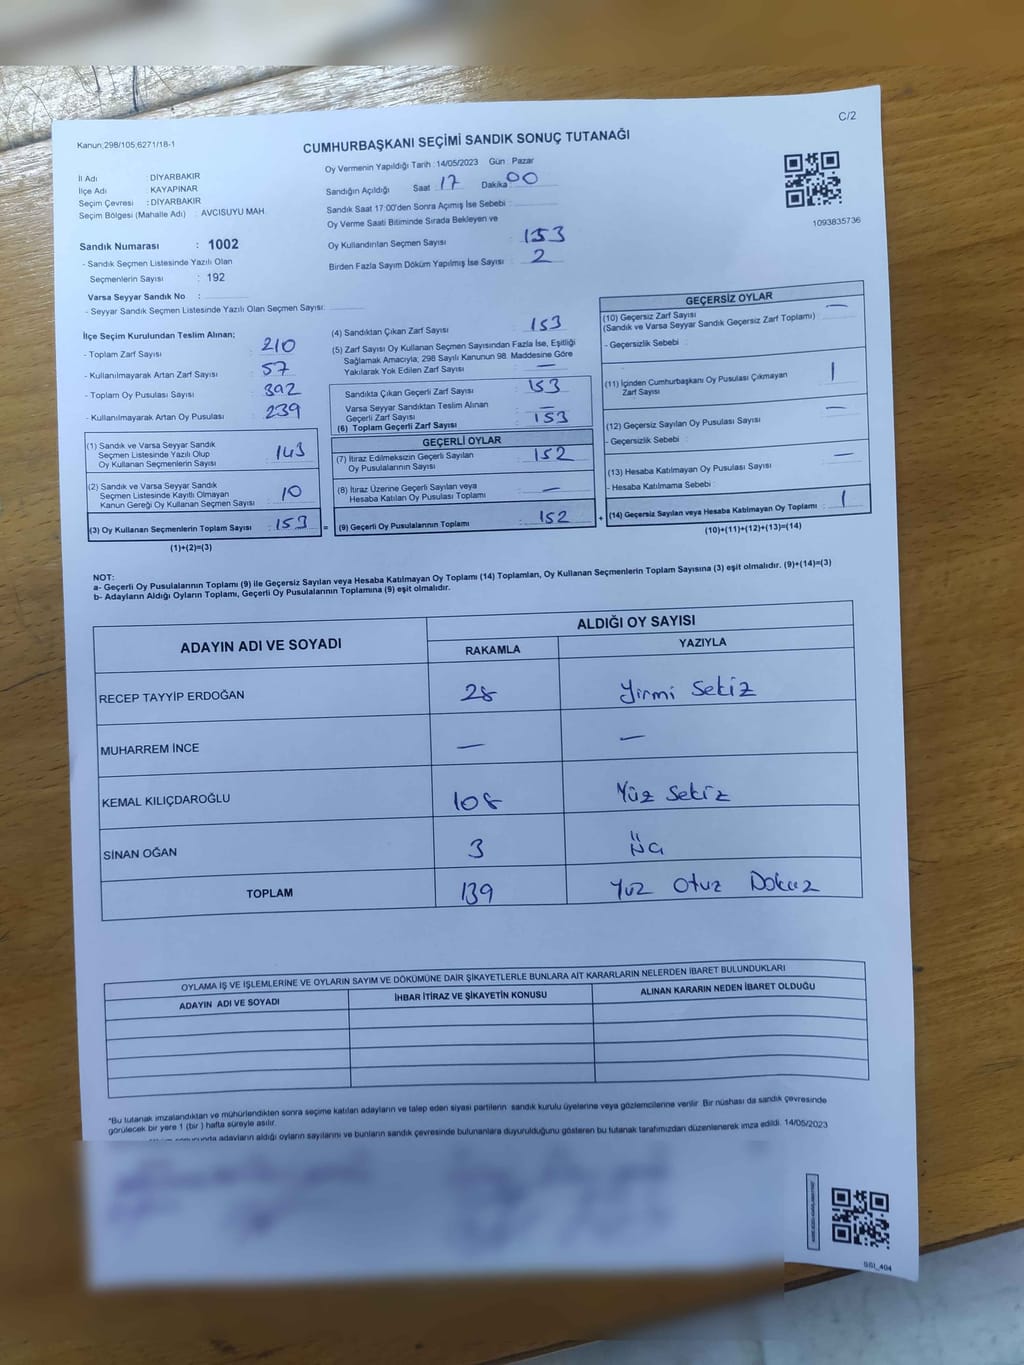 C/2
Kanun;298/105;6271/18-1
CUMHURBAŞKANI SEÇİMİ SANDIK SONUÇ TUTANAĞI
Oy Vermenin Yapıldığı Tarih : 14/05/2023 Gün : Pazar
İl Adı : DİYARBAKIR
İlçe Adı : KAYAPINAR
Seçim Çevresi : DİYARBAKIR
Seçim Bölgesi (Mahalle Adı) : AVCISUYU MAH.
Sandığın Açıldığı Saat 17 Dakika 00
Sandık Saat 17:00'den Sonra Açımış İse Sebebi :
Oy Verme Saati Bitiminde Sırada Bekleyen ve
Oy Kullandırılan Seçmen Sayısı : 153
Birden Fazla Sayım Döküm Yapılmış İse Sayısı : 2
1093835736
Sandık Numarası : 1002
- Sandık Seçmen Listesinde Yazılı Olan
Seçmenlerin Sayısı : 192
Varsa Seyyar Sandık No :
- Seyyar Sandık Seçmen Listesinde Yazılı Olan Seçmen Sayısı:
İlçe Seçim Kurulundan Teslim Alınan;
- Toplam Zarf Sayısı : 210
- Kullanılmayarak Artan Zarf Sayısı : 57
- Toplam Oy Pusulası Sayısı : 392
- Kullanılmayarak Artan Oy Pusulası : 239
(1) Sandık ve Varsa Seyyar Sandık
Seçmen Listesinde Yazılı Olup
Oy Kullanan Seçmenlerin Sayısı : 143
(2) Sandık ve Varsa Seyyar Sandık
Seçmen Listesinde Kayıtlı Olmayan
Kanun Gereği Oy Kullanan Seçmen Sayısı : 10
(3) Oy Kullanan Seçmenlerin Toplam Sayısı : 153 =
(1)+(2)=(3)
(4) Sandıktan Çıkan Zarf Sayısı : 153
(5) Zarf Sayısı Oy Kullanan Seçmen Sayısından Fazla İse, Eşitliği
Sağlamak Amacıyla; 298 Sayılı Kanunun 98. Maddesine Göre
Yakılarak Yok Edilen Zarf Sayısı : —
Sandıkta Çıkan Geçerli Zarf Sayısı : 153
Varsa Seyyar Sandıktan Teslim Alınan
Geçerli Zarf Sayısı : —
(6) Toplam Geçerli Zarf Sayısı : 153
GEÇERLİ OYLAR
(7) İtiraz Edilmeksizin Geçerli Sayılan
Oy Pusulalarının Sayısı : 152
(8) İtiraz Üzerine Geçerli Sayılan veya
Hesaba Katılan Oy Pusulası Toplamı : —
(9) Geçerli Oy Pusulalarının Toplamı : 152 +
GEÇERSİZ OYLAR
(10) Geçersiz Zarf Sayısı : —
(Sandık ve Varsa Seyyar Sandık Geçersiz Zarf Toplamı)
- Geçersizlik Sebebi :
(11) İçinden Cumhurbaşkanı Oy Pusulası Çıkmayan
Zarf Sayısı : 1
(12) Geçersiz Sayılan Oy Pusulası Sayısı : —
- Geçersizlik Sebebi :
(13) Hesaba Katılmayan Oy Pusulası Sayısı : —
- Hesaba Katılmama Sebebi :
(14) Geçersiz Sayılan veya Hesaba Katılmayan Oy Toplamı : 1
(10)+(11)+(12)+(13)=(14)
NOT:
a- Geçerli Oy Pusulalarının Toplamı (9) ile Geçersiz Sayılan veya Hesaba Katılmayan Oy Toplamı (14) Toplamları, Oy Kullanan Seçmenlerin Toplam Sayısına (3) eşit olmalıdır. (9)+(14)=(3)
b- Adayların Aldığı Oyların Toplamı, Geçerli Oy Pusulalarının Toplamına (9) eşit olmalıdır.
ADAYIN ADI VE SOYADI ALDIĞI OY SAYISI
RAKAMLA YAZIYLA
RECEP TAYYİP ERDOĞAN 28 Yirmi Sekiz
MUHARREM İNCE — —
KEMAL KILIÇDAROĞLU 108 Yüz Sekiz
SİNAN OĞAN 3 Üç
TOPLAM 139 Yuz Otuz Dokuz
OYLAMA İŞ VE İŞLEMLERİNE VE OYLARIN SAYIM VE DÖKÜMÜNE DAİR ŞİKAYETLERLE BUNLARA AİT KARARLARIN NELERDEN İBARET BULUNDUKLARI
ADAYIN ADI VE SOYADI İHBAR İTİRAZ VE ŞİKAYETİN KONUSU ALINAN KARARIN NEDEN İBARET OLDUĞU
*Bu tutanak imzalandıktan ve mühürlendikten sonra seçime katılan adayların ve talep eden siyasi partilerin sandık kurulu üyelerine veya gözlemcilerine verilir. Bir nüshası da sandık çevresinde
görülecek bir yere 1 (bir ) hafta süreyle asılır.
adayların aldığı oyların sayılarını ve bunların sandık çevresinde bulunanlara duyurulduğunu gösteren bu tutanak tarafımızdan düzenlenerek imza edildi. 14/05/2023